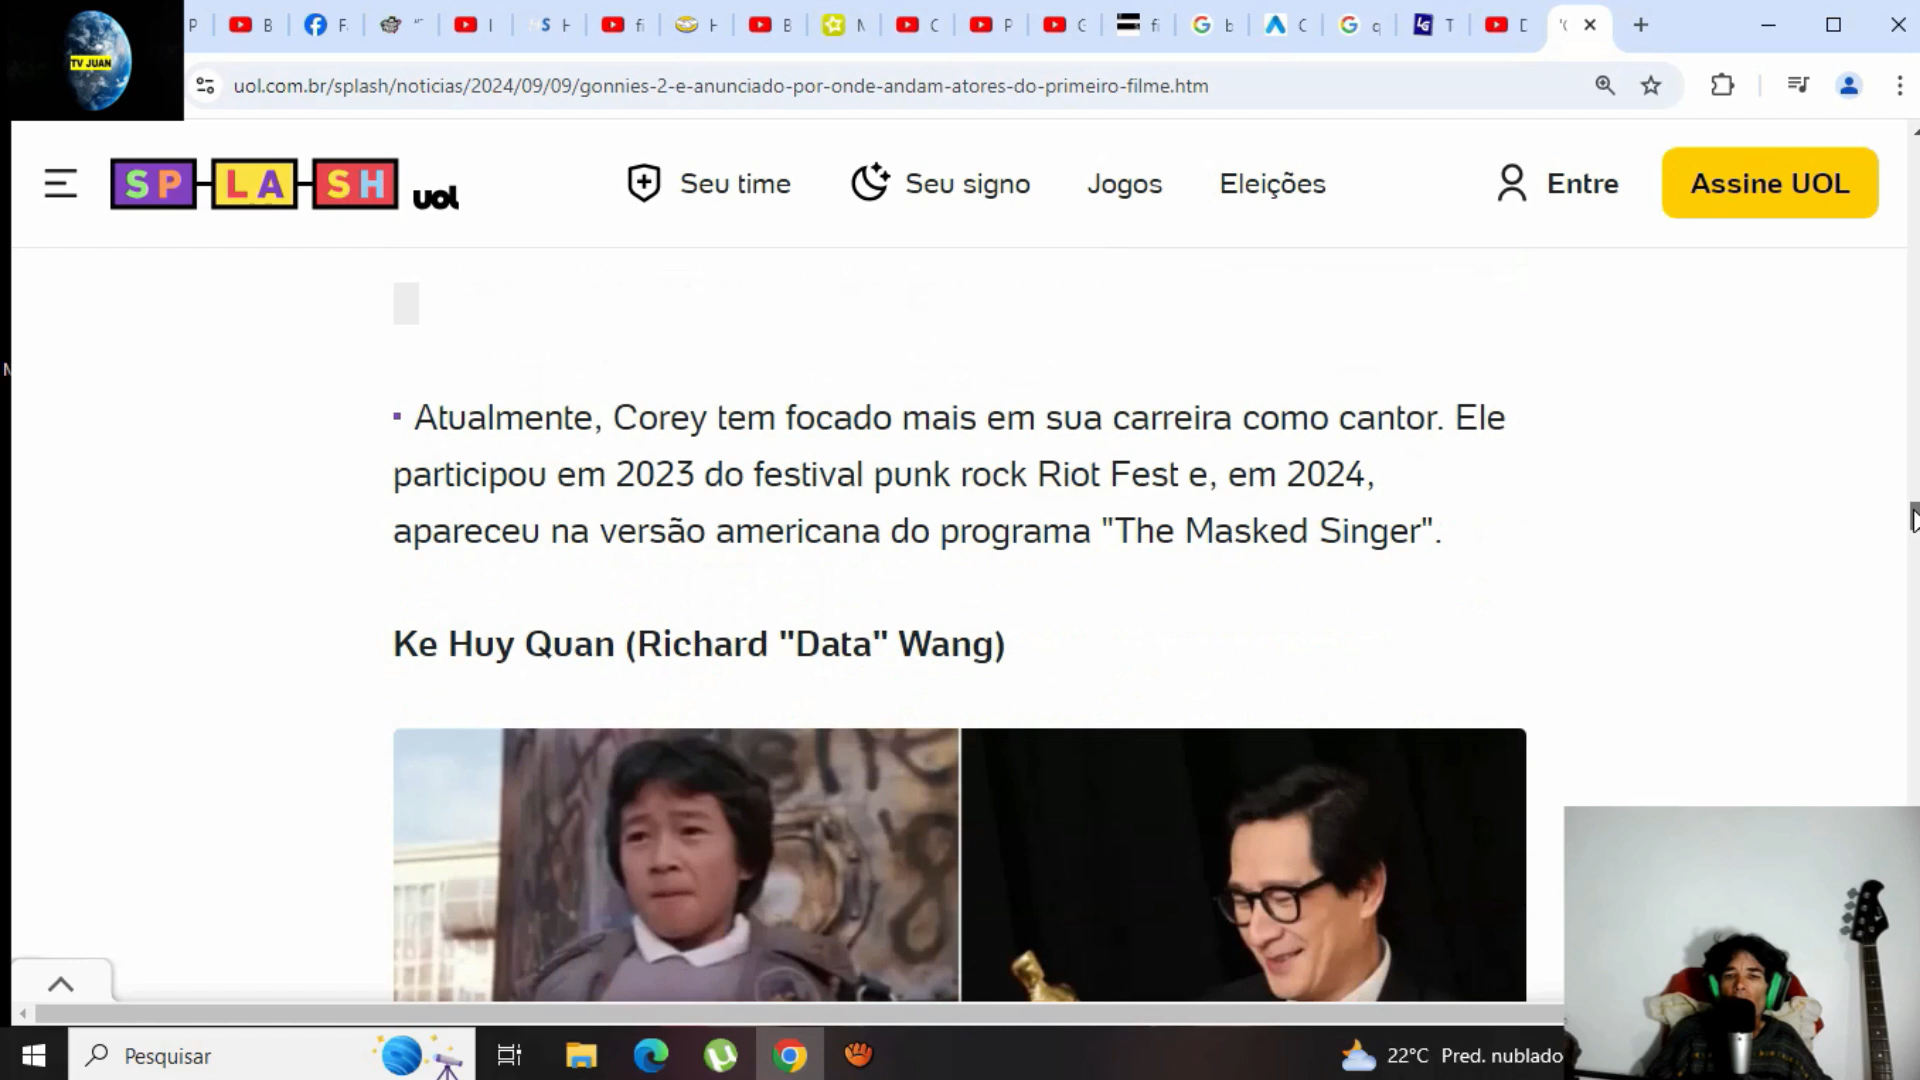 TV JUAN
P
B
F
I
S H
fi
H
B
N
C
P
C
fi
b
C
q
T
D
uol.com.br/splash/noticias/2024/09/09/gonnies-2-e-anunciado-por-onde-andam-atores-do-primeiro-filme.htm
SPLASH uol
Seu time
Seu signo
Jogos
Eleições
Entre
Assine UOL
Atualmente, Corey tem focado mais em sua carreira como cantor. Ele
participou em 2023 do festival punk rock Riot Fest e, em 2024,
apareceu na versão americana do programa "The Masked Singer".
Ke Huy Quan (Richard "Data" Wang)
Pesquisar
22°C Pred. nublado